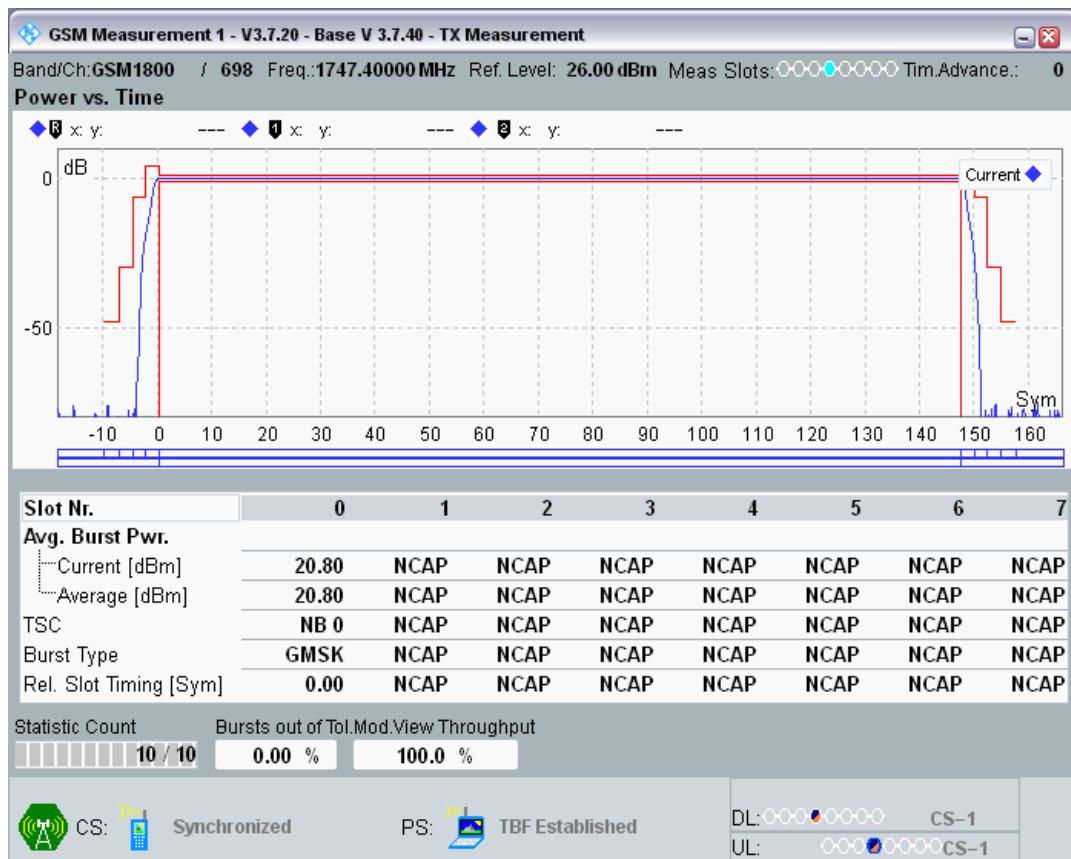 GSM Measurement 1 - V3.7.20 - Base V 3.7.40 - TX Measurement
Band/Ch:GSM1800 / 698 Freq.:1747.40000 MHz Ref. Level: 26.00 dBm Meas Slots: Tim.Advance.: 0
Power vs. Time
R x: y: --- 1 x: y: --- 2 x: y: ---
dB
Current
0
-50
Sym
-10 0 10 20 30 40 50 60 70 80 90 100 110 120 130 140 150 160
Slot Nr. 0 1 2 3 4 5 6 7
Avg. Burst Pwr.
Current [dBm] 20.80 NCAP NCAP NCAP NCAP NCAP NCAP NCAP
Average [dBm] 20.80 NCAP NCAP NCAP NCAP NCAP NCAP NCAP
TSC NB 0 NCAP NCAP NCAP NCAP NCAP NCAP NCAP
Burst Type GMSK NCAP NCAP NCAP NCAP NCAP NCAP NCAP
Rel. Slot Timing [Sym] 0.00 NCAP NCAP NCAP NCAP NCAP NCAP NCAP
Statistic Count Bursts out of Tol.Mod.View Throughput
10 / 10 0.00 % 100.0 %
CS: Synchronized PS: TBF Established
DL: CS-1
UL: CS-1